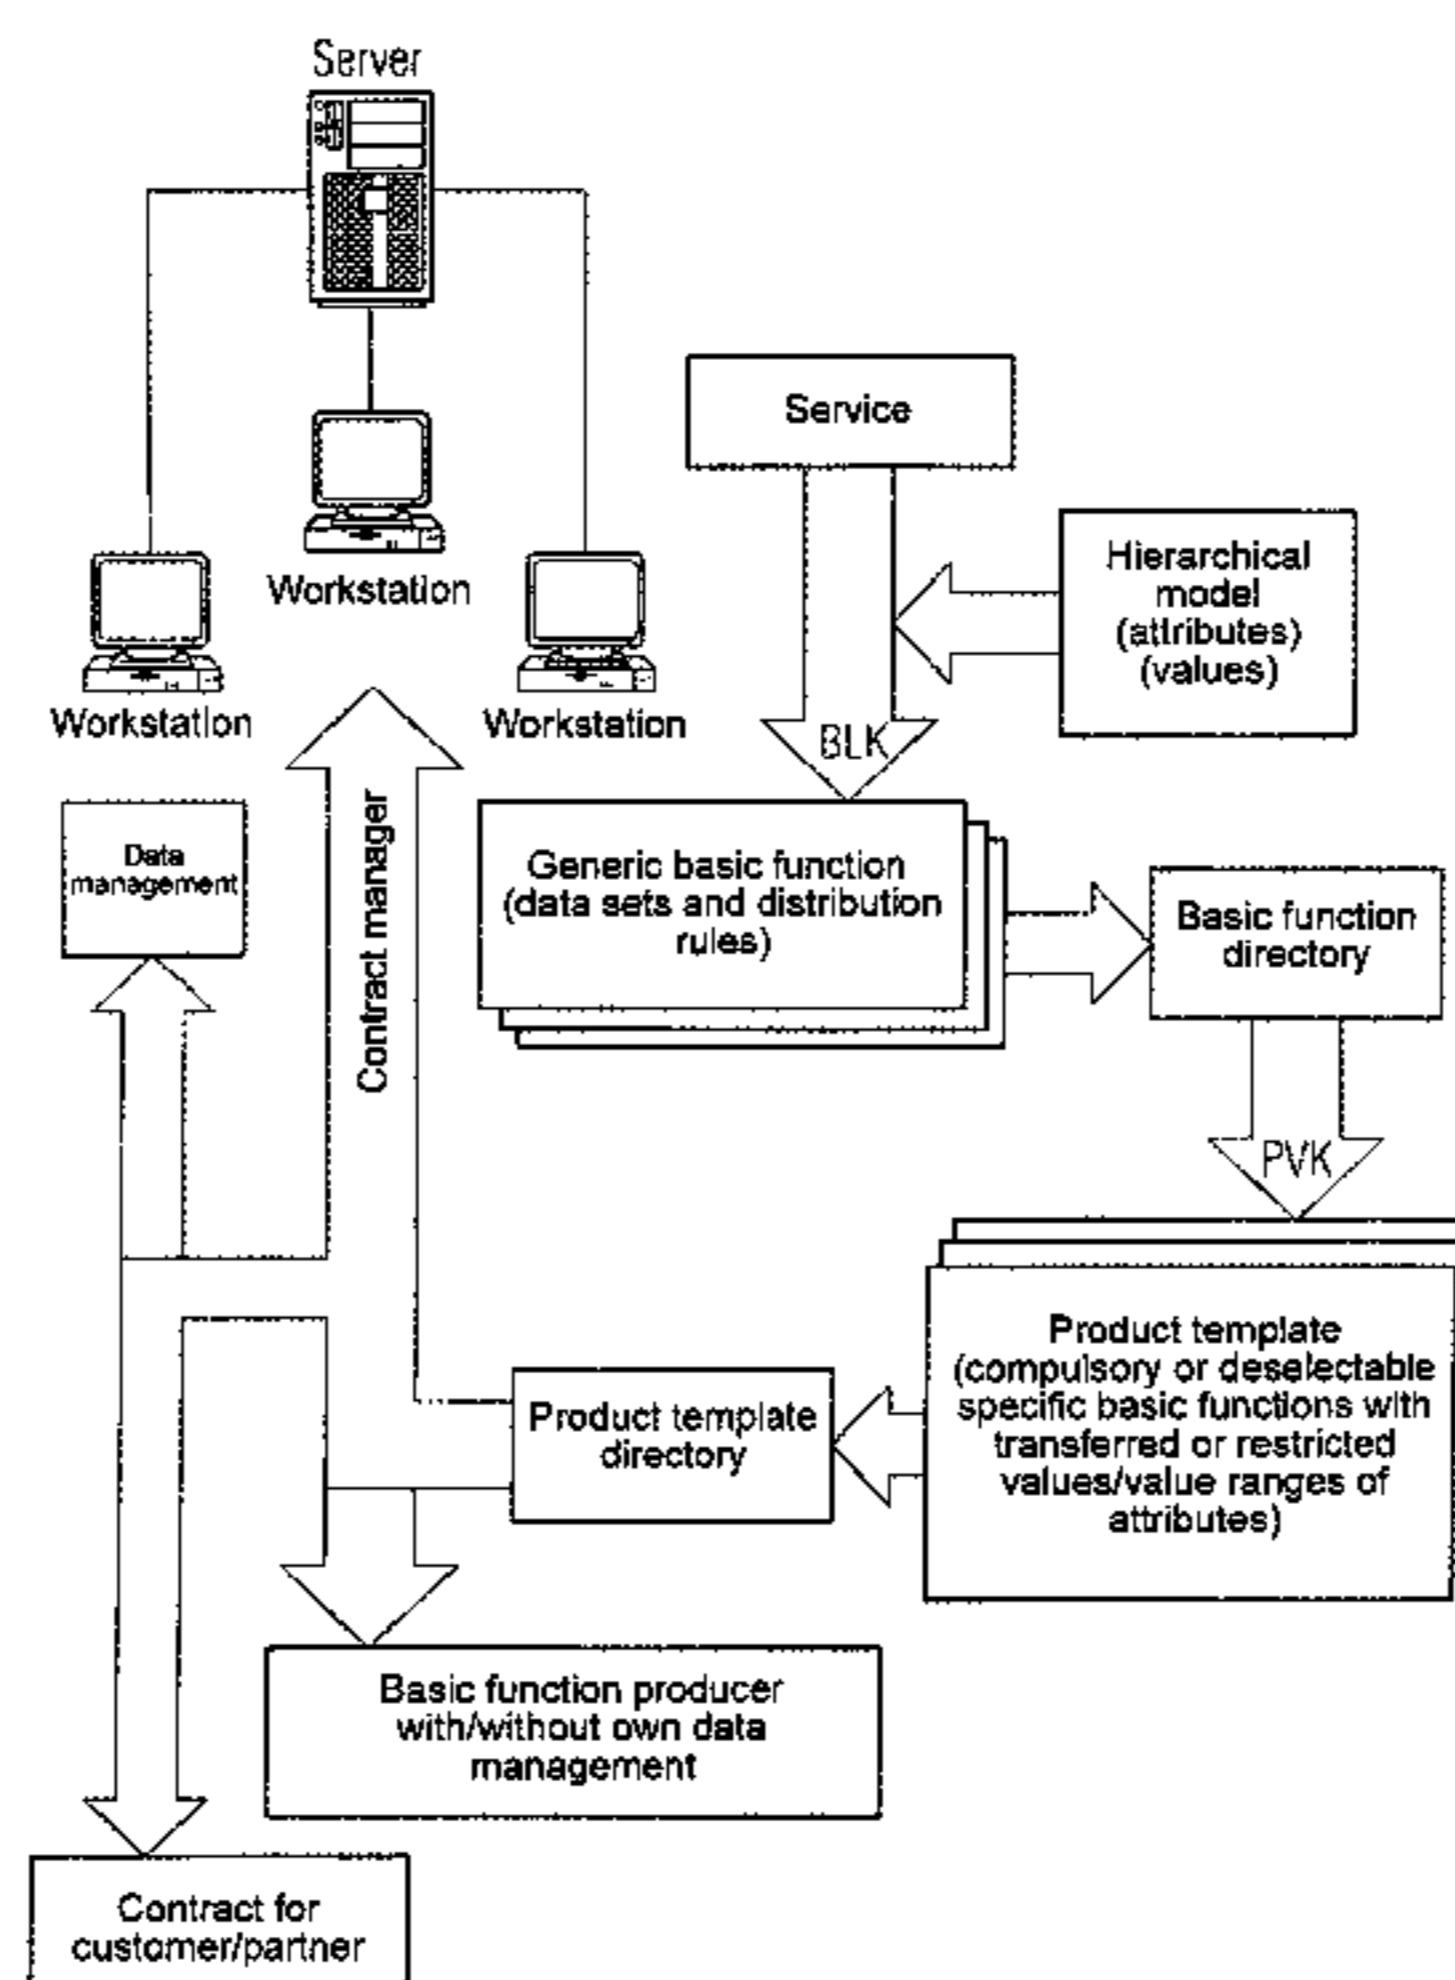 Server
Service
Hierarchical
model
(attributes)
(values)
Workstation
Workstation
Workstation
BLK
Contract manager
Data
management
Generic basic function
(data sets and distribution
rules)
Basic function
directory
PVK
Product template
(compulsory or deselectable
specific basic functions with
transferred or restricted
values/value ranges of
attributes)
Product template
directory
Basic function producer
with/without own data
management
Contract for
customer/partner